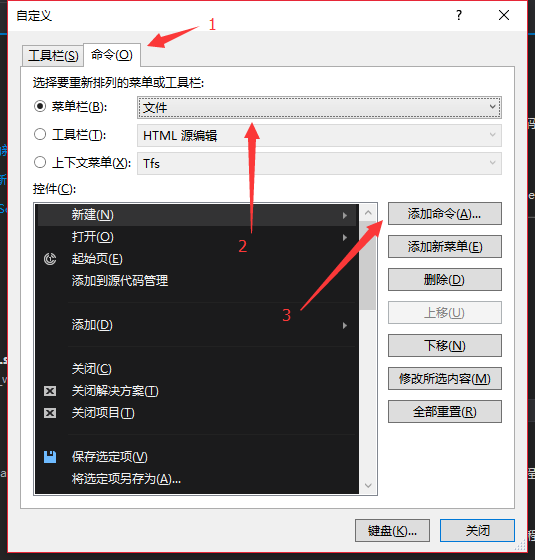 自定义
?
1
工具栏(S) 命令(O)
选择要重新排列的菜单或工具栏:
菜单栏(B): 文件
工具栏(T): HTML 源编辑
上下文菜单(X): Tfs
控件(C):
新建(N)
打开(O)
起始页(E)
添加到源代码管理
添加(D)
关闭(C)
关闭解决方案(T)
关闭项目(T)
保存选定项(V)
将选定项另存为(A)...
2
3
添加命令(A)...
添加新菜单(E)
删除(D)
上移(U)
下移(N)
修改所选内容(M)
全部重置(R)
键盘(K)... 关闭